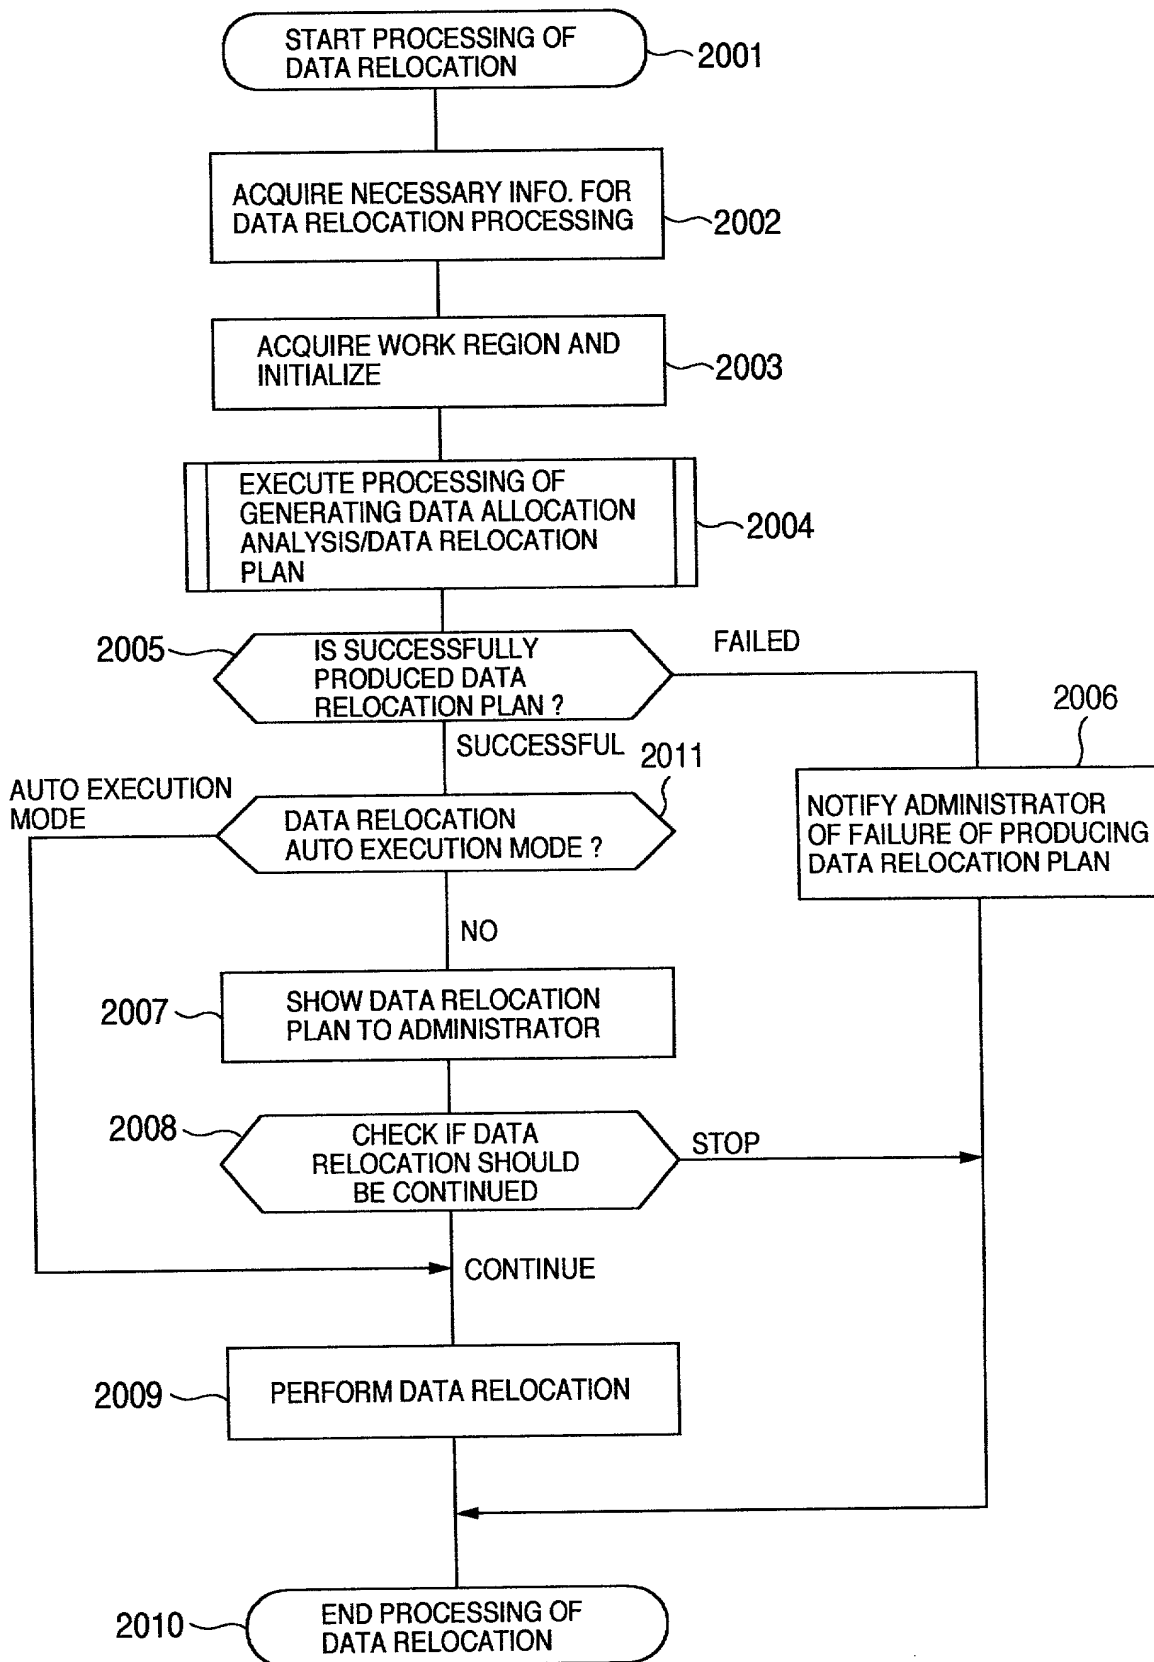 START PROCESSING OF
DATA RELOCATION
2001
ACQUIRE NECESSARY INFO. FOR
DATA RELOCATION PROCESSING
2002
ACQUIRE WORK REGION AND
INITIALIZE
2003
EXECUTE PROCESSING OF
GENERATING DATA ALLOCATION
ANALYSIS/DATA RELOCATION
PLAN
2004
2005
IS SUCCESSFULLY
PRODUCED DATA
RELOCATION PLAN ?
FAILED
SUCCESSFUL
2006
NOTIFY ADMINISTRATOR
OF FAILURE OF PRODUCING
DATA RELOCATION PLAN
2011
AUTO EXECUTION
MODE
DATA RELOCATION
AUTO EXECUTION MODE ?
NO
2007
SHOW DATA RELOCATION
PLAN TO ADMINISTRATOR
2008
CHECK IF DATA
RELOCATION SHOULD
BE CONTINUED
STOP
CONTINUE
2009
PERFORM DATA RELOCATION
2010
END PROCESSING OF
DATA RELOCATION